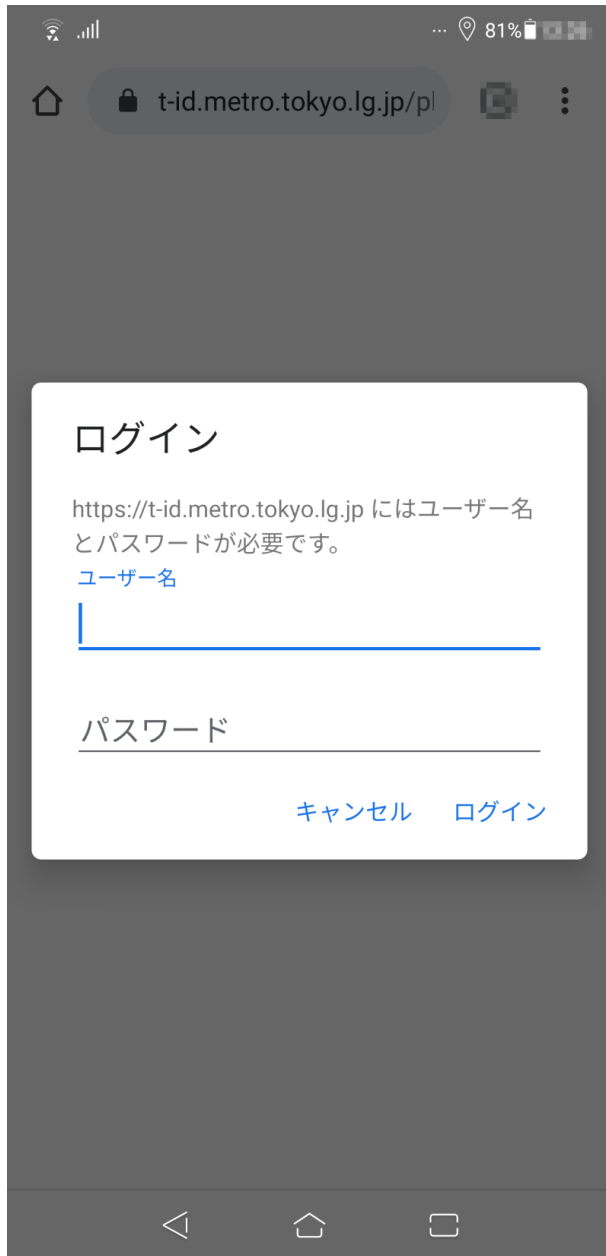 ... 81%
t-id.metro.tokyo.lg.jp/pl
ログイン
https://t-id.metro.tokyo.lg.jp にはユーザー名
とパスワードが必要です。
ユーザー名
パスワード
キャンセル ログイン